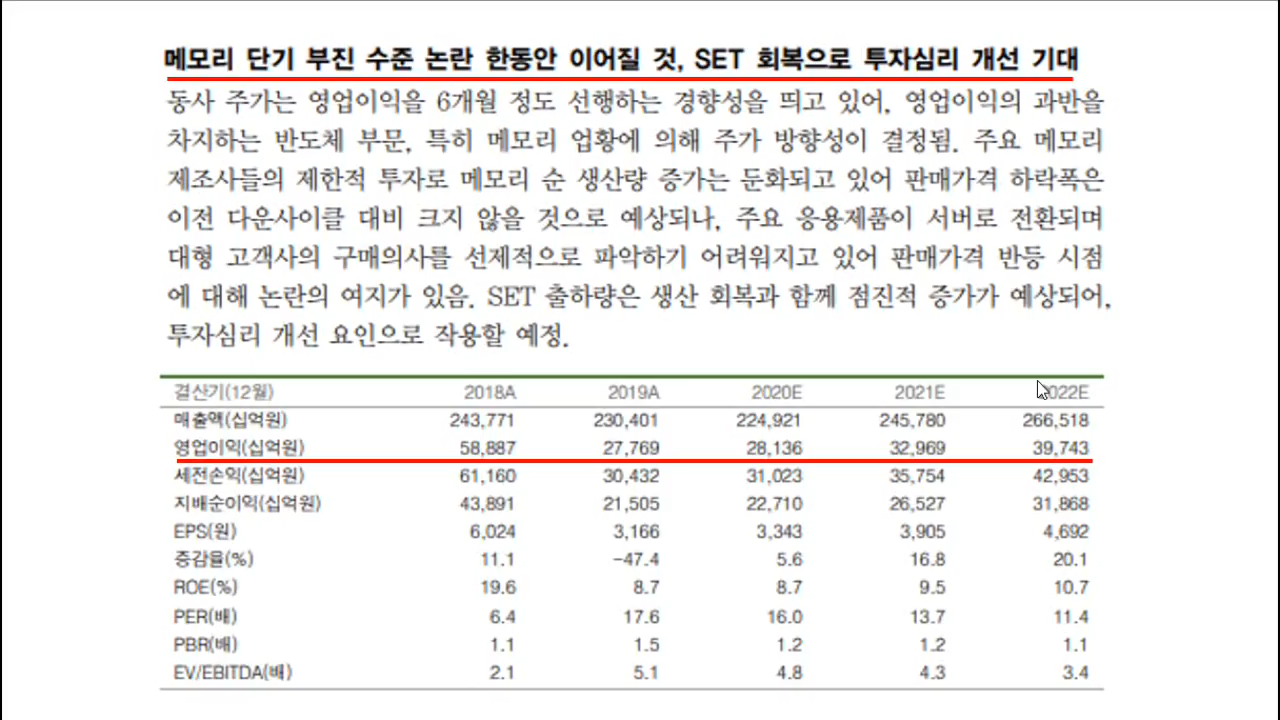 메모리 단기 부진 수준 논란 한동안 이어질 것, SET 회복으로 투자심리 개선 기대
동사 주가는 영업이익을 6개월 정도 선행하는 경향성을 띄고 있어, 영업이익의 과반을
차지하는 반도체 부문, 특히 메모리 업황에 의해 주가 방향성이 결정됨. 주요 메모리
제조사들의 제한적 투자로 메모리 순 생산량 증가는 둔화되고 있어 판매가격 하락폭은
이전 다운사이클 대비 크지 않을 것으로 예상되나, 주요 응용제품이 서버로 전환되며
대형 고객사의 구매의사를 선제적으로 파악하기 어려워지고 있어 판매가격 반등 시점
에 대해 논란의 여지가 있음. SET 출하량은 생산 회복과 함께 점진적 증가가 예상되어,
투자심리 개선 요인으로 작용할 예정.
결산기(12월) 2018A 2019A 2020E 2021E 022E
매출액(십억원) 243,771 230,401 224,921 245,780 266,518
영업이익(십억원) 58,887 27,769 28,136 32,969 39,743
세전손익(십억원) 61,160 30,432 31,023 35,754 42,953
지배순이익(십억원) 43,891 21,505 22,710 26,527 31,868
EPS(원) 6,024 3,166 3,343 3,905 4,692
증감율(%) 11.1 -47.4 5.6 16.8 20.1
ROE(%) 19.6 8.7 8.7 9.5 10.7
PER(배) 6.4 17.6 16.0 13.7 11.4
PBR(배) 1.1 1.5 1.2 1.2 1.1
EV/EBITDA(배) 2.1 5.1 4.8 4.3 3.4